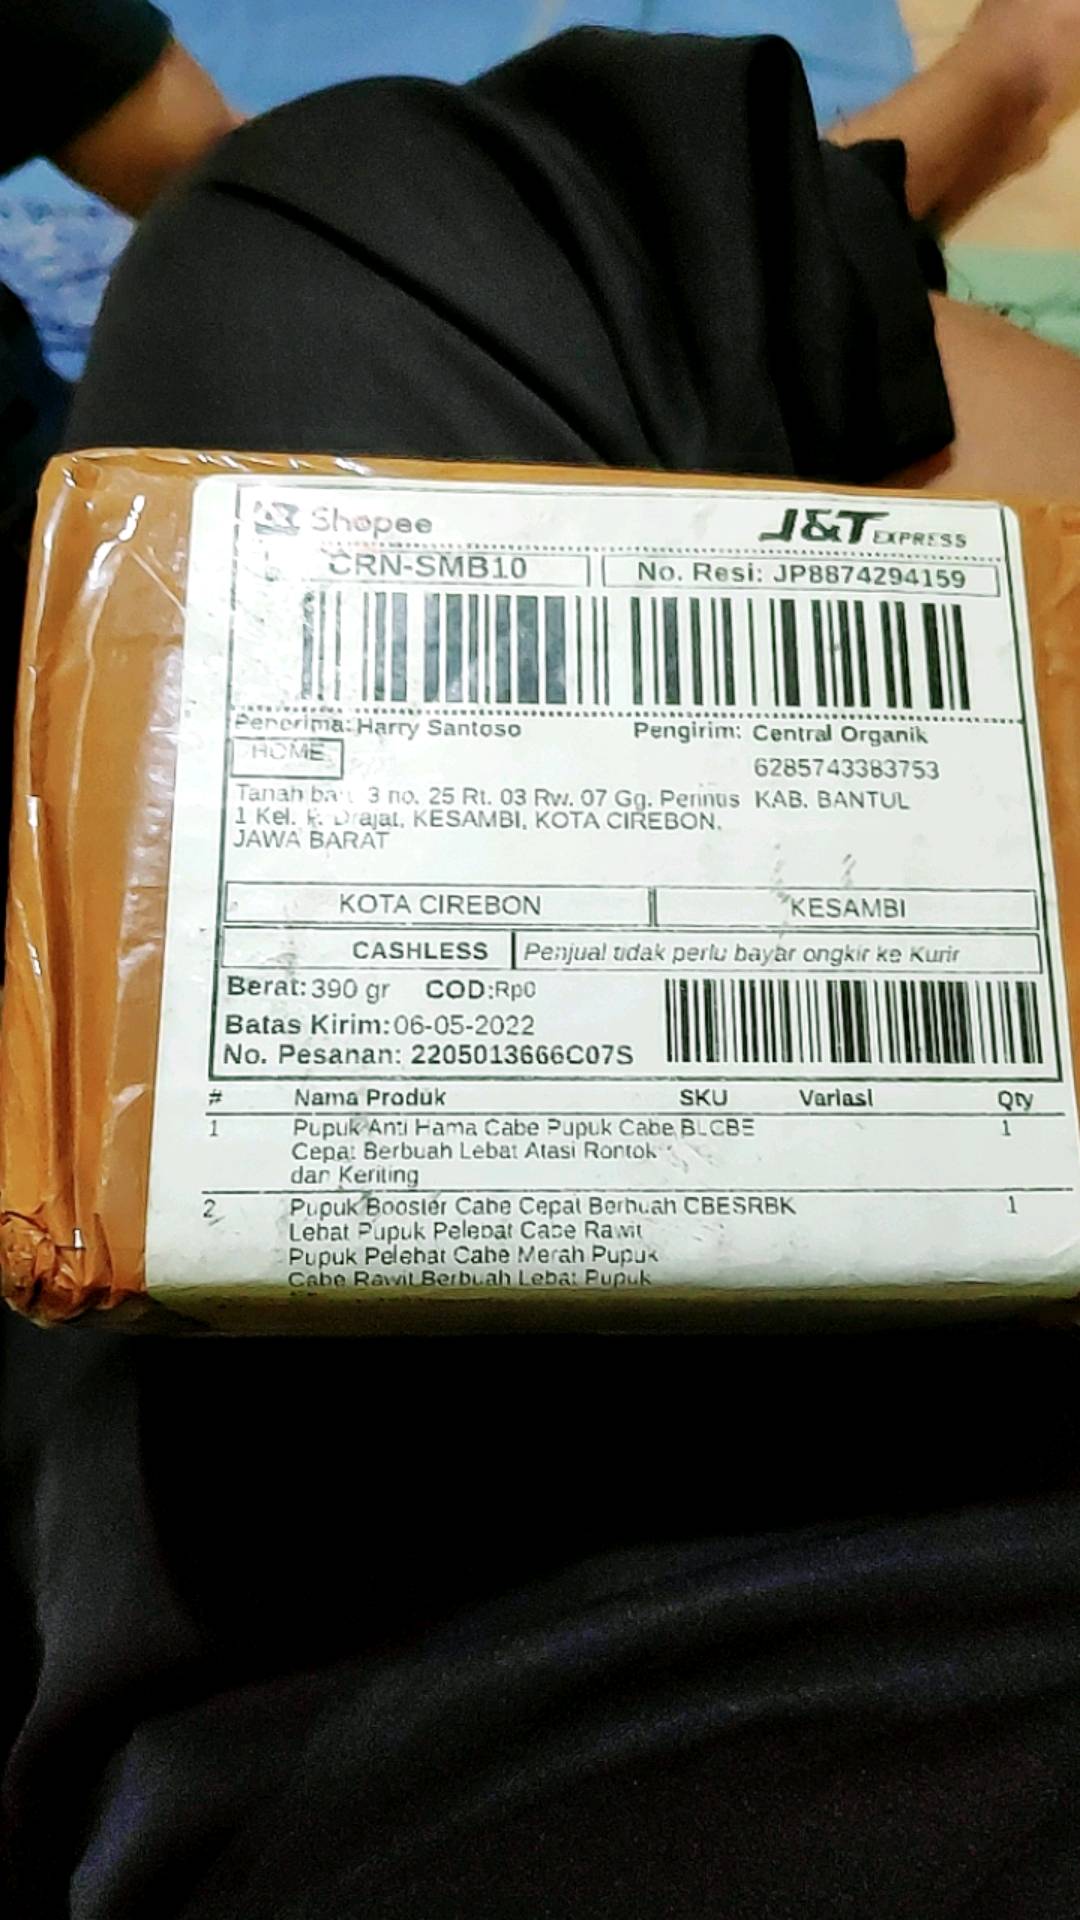 Shopee
J&T EXPRESS
CRN-SMB10
No. Resi: JP8874294159
Penerima: Harry Santoso
HOME
Tanah 3 no. 25 Rt. 03 Rw. 07 Gg. Perintis
1 Kel. Drajat, KESAMBI, KOTA CIREBON,
JAWA BARAT
Pengirim: Central Organik
6285743383753
KAB. BANTUL
KOTA CIREBON
KESAMBI
CASHLESS
Penjual tidak perlu bayar ongkir ke Kurir
Berat: 390 gr COD:Rp0
Batas Kirim: 06-05-2022
No. Pesanan: 2205013666C07S
# Nama Produk SKU Variasi Qty
1 Pupuk Anti Hama Cabe Pupuk Cabe BLCBE 1
Cepat Berbuah Lebat Atasi Rontok
dan Keriting
2 Pupuk Booster Cabe Cepat Berbuah CBESRBK 1
Lebat Pupuk Pelebat Cabe Rawit
Pupuk Pelebat Cabe Merah Pupuk
Cabe Rawit Berbuah Lebat Pupuk